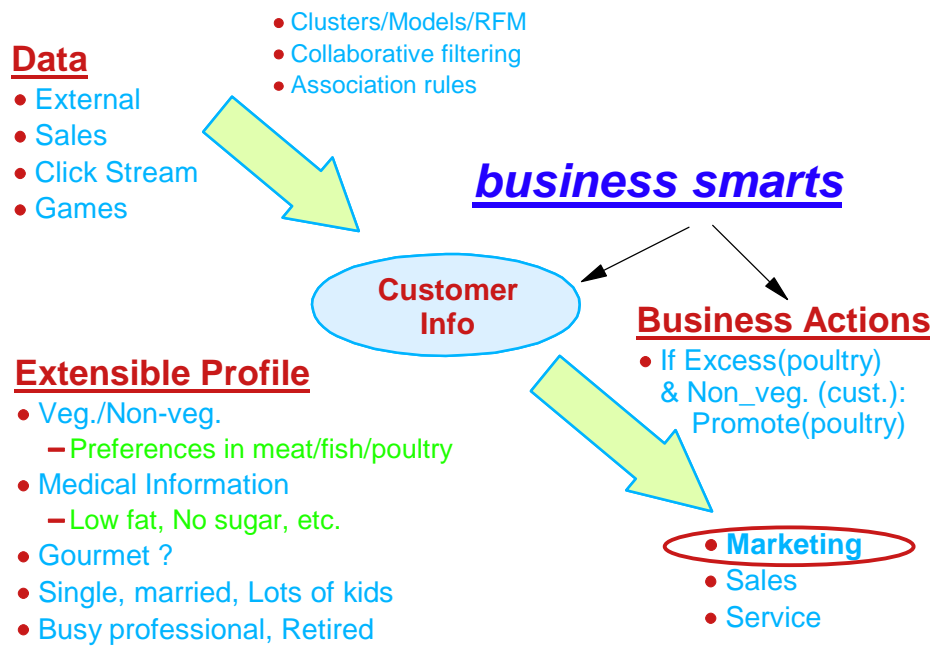 • Clusters/Models/RFM
• Collaborative filtering
• Association rules
Data
• External
• Sales
• Click Stream
• Games
business smarts
Customer
Info
Business Actions
• If Excess(poultry)
& Non_veg. (cust.):
Promote(poultry)
Extensible Profile
• Veg./Non-veg.
– Preferences in meat/fish/poultry
• Medical Information
– Low fat, No sugar, etc.
• Gourmet ?
• Single, married, Lots of kids
• Busy professional, Retired
• Marketing
• Sales
• Service